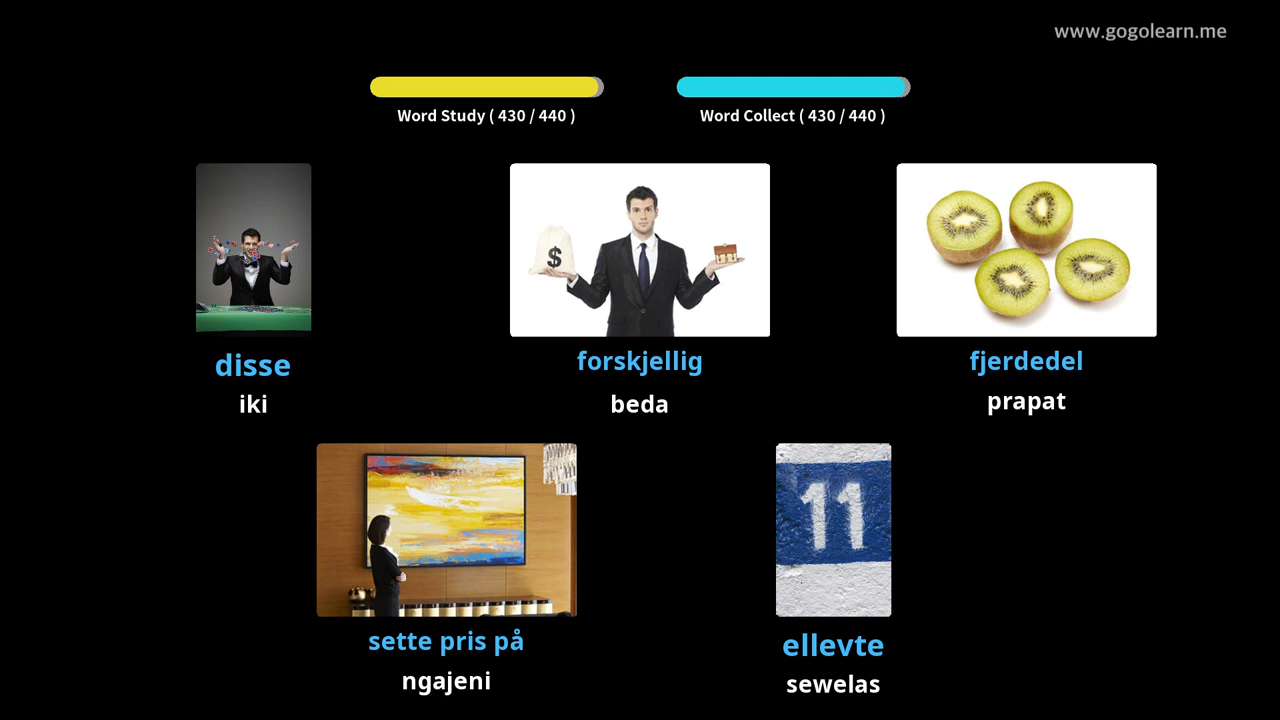 www.gogolearn.me
Word Study ( 430 / 440 )
Word Collect ( 430 / 440 )
$
disse
iki
forskjellig
beda
fjerdedel
prapat
11
sette pris på
ngajeni
ellevte
sewelas